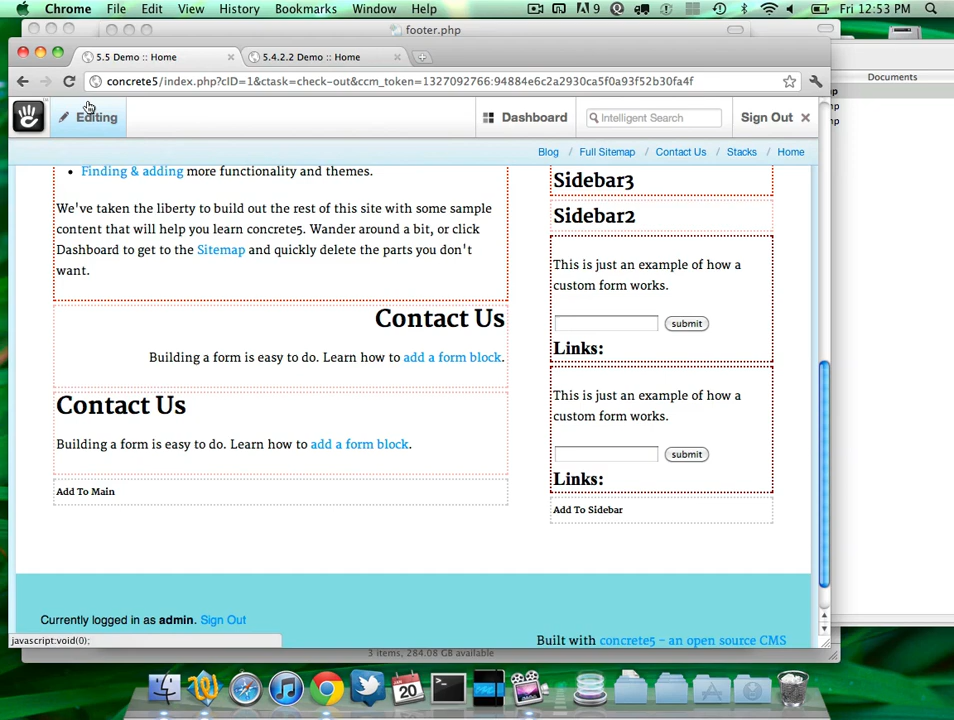 Chrome File Edit View History Bookmarks Window Help 9 Fri 12:53 PM
footer.php
Documents
5.5 Demo :: Home 5.4.2.2 Demo :: Home
concrete5/index.php?cID=1&ctask=check-out&ccm_token=1327092766:94884e6c2a2930ca5f0a93f52b30fa4f
Editing Dashboard Intelligent Search Sign Out
Blog / Full Sitemap / Contact Us / Stacks / Home
Finding & adding more functionality and themes.
We've taken the liberty to build out the rest of this site with some sample
content that will help you learn concrete5. Wander around a bit, or click
Dashboard to get to the Sitemap and quickly delete the parts you don't
want.
Contact Us
Building a form is easy to do. Learn how to add a form block.
Contact Us
Building a form is easy to do. Learn how to add a form block.
Add To Main
Sidebar3
Sidebar2
This is just an example of how a
custom form works.
submit
Links:
This is just an example of how a
custom form works.
submit
Links:
Add To Sidebar
Currently logged in as admin. Sign Out
Built with concrete5 - an open source CMS
javascript:void(0);
3 items, 284.08 GB available
JAN
20